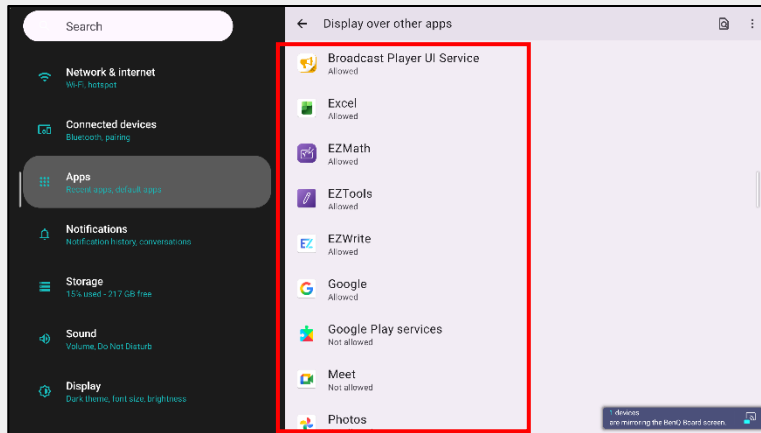 Search
Network & internet
Wi-Fi, hotspot
Connected devices
Bluetooth, pairing
Apps
Recent apps, default apps
Notifications
Notification history, conversations
Storage
15% used - 217 GB free
Sound
Volume, Do Not Disturb
Display
Dark theme, font size, brightness
Display over other apps
Broadcast Player UI Service
Allowed
Excel
Allowed
EZMath
Allowed
EZTools
Allowed
EZWrite
Allowed
Google
Allowed
Google Play services
Not allowed
Meet
Not allowed
Photos
1 devices
are mirroring the BenQ Board screen.